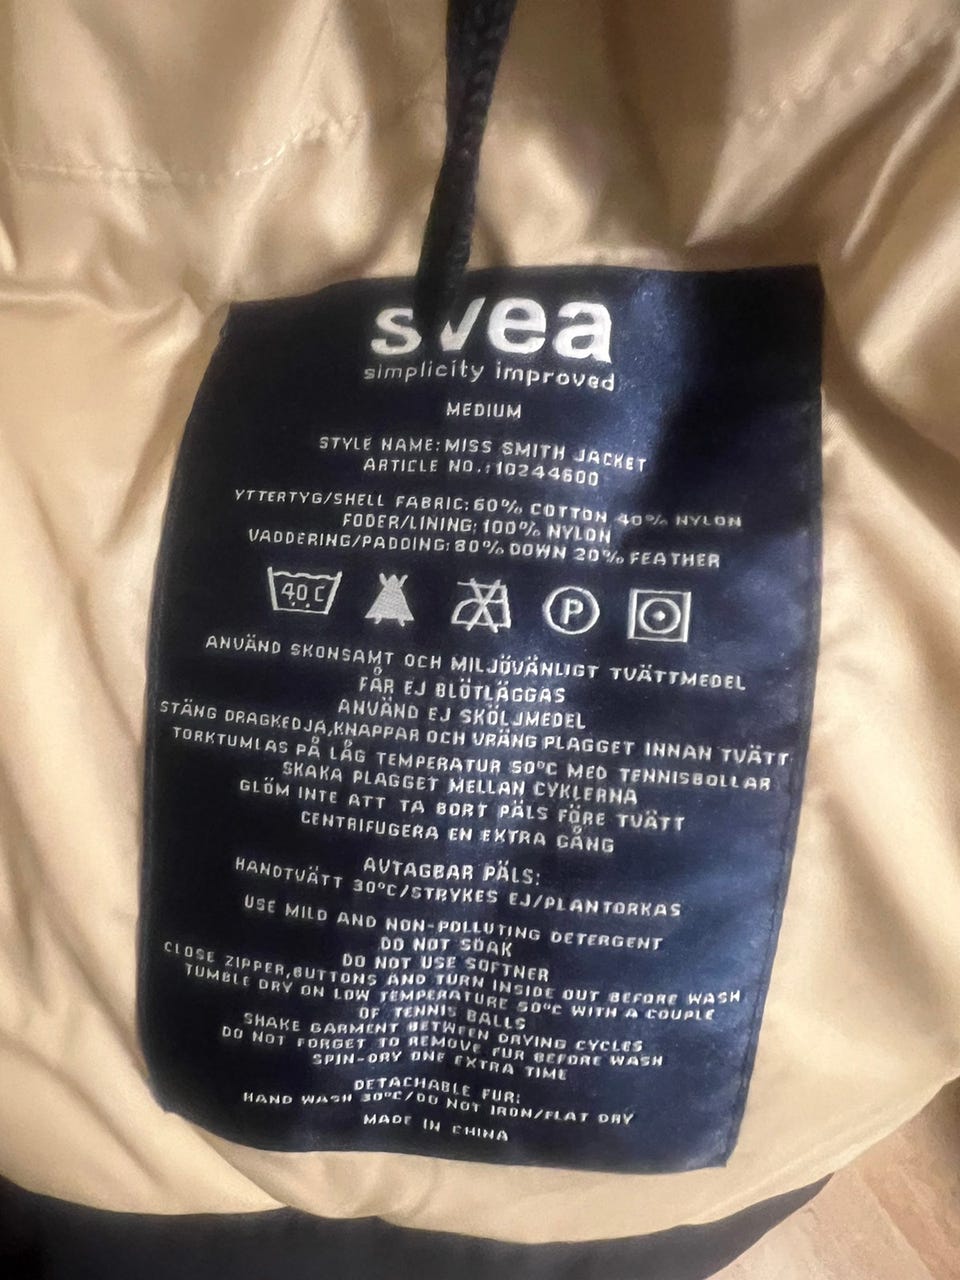 svea
simplicity improved
MEDIUM
STYLE NAME: MISS SMITH JACKET
ARTICLE NO.: 10244600
YTTERTYG/SHELL FABRIC: 60% COTTON 40% NYLON
FODER/LINING: 100% NYLON
VADDERING/PADDING: 80% DOWN 20% FEATHER
40 C P
ANVÄND SKONSAMT OCH MILJÖVÄNLIGT TVÄTTMEDEL
FÅR EJ BLÖTLÄGGAS
ANVÄND EJ SKÖLJMEDEL
STÄNG DRAGKEDJA,KNAPPAR OCH VRÄNG PLAGGET INNAN TVÄTT
TORKTUMLAS PÅ LÅG TEMPERATUR 50°C MED TENNISBOLLAR
SKAKA PLAGGET MELLAN CYKLERNA
GLÖM INTE ATT TA BORT PÄLS FÖRE TVÄTT
CENTRIFUGERA EN EXTRA GÅNG
AVTAGBAR PÄLS:
HANDTVÄTT 30°C/STRYKES EJ/PLANTORKAS
USE MILD AND NON-POLLUTING DETERGENT
DO NOT SOAK
DO NOT USE SOFTNER
CLOSE ZIPPER,BUTTONS AND TURN INSIDE OUT BEFORE WASH
TUMBLE DRY ON LOW TEMPERATURE 50°C WITH A COUPLE
OF TENNIS BALLS
SHAKE GARMENT BETWEEN DRYING CYCLES
DO NOT FORGET TO REMOVE FUR BEFORE WASH
SPIN-DRY ONE EXTRA TIME
DETACHABLE FUR:
HAND WASH 30°C/DO NOT IRON/FLAT DRY
MADE IN CHINA